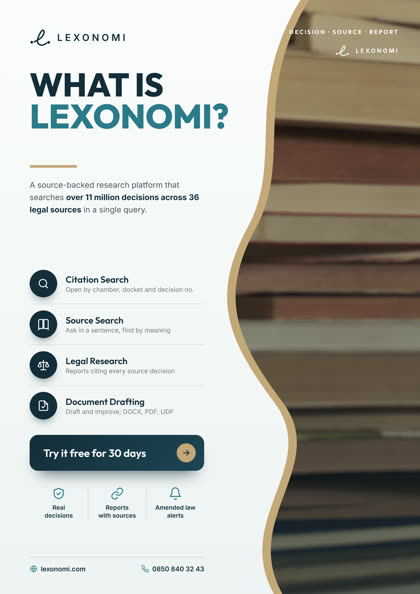 LEXONOMI
DECISION · SOURCE · REPORT
LEXONOMI
WHAT IS
LEXONOMI?
A source-backed research platform that
searches over 11 million decisions across 36
legal sources in a single query.
Citation Search
Open by chamber, docket and decision no.
Source Search
Ask in a sentence, find by meaning
Legal Research
Reports citing every source decision
Document Drafting
Draft and improve; DOCX, PDF, UDF
Try it free for 30 days
Real
decisions
Reports
with sources
Amended law
alerts
lexonomi.com
0850 840 32 43